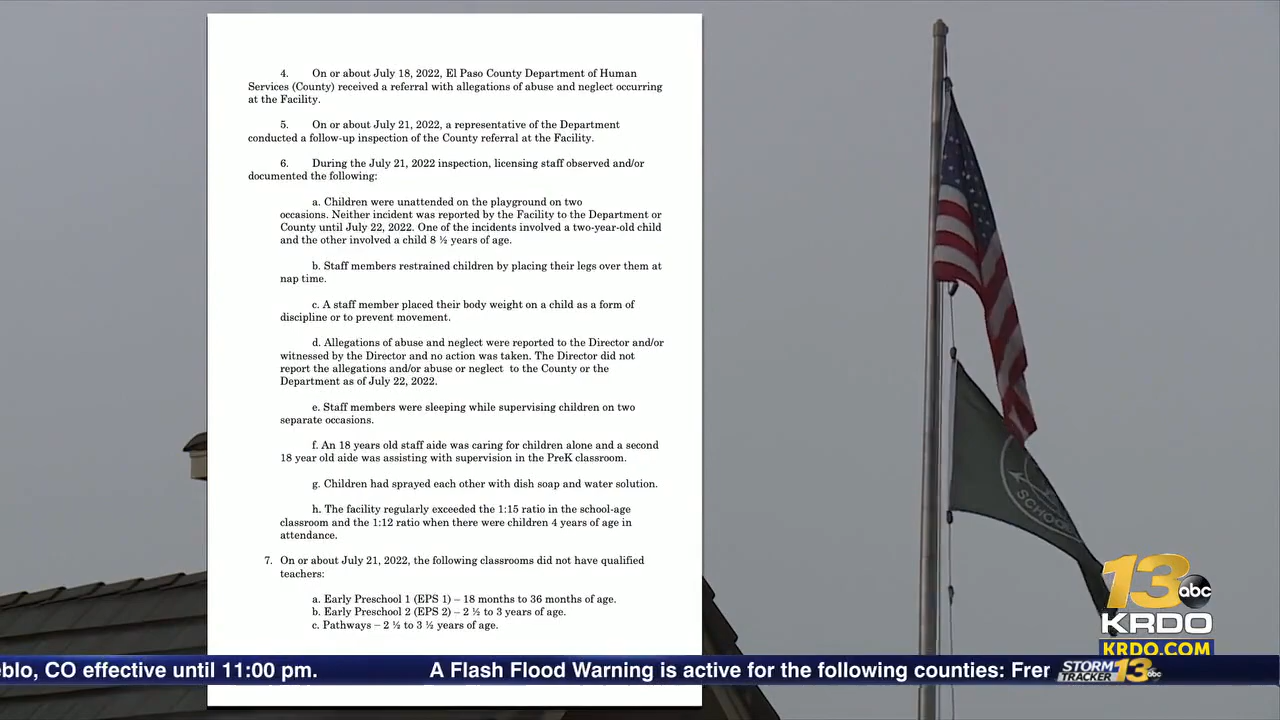 4. On or about July 18, 2022, El Paso County Department of Human
Services (County) received a referral with allegations of abuse and neglect occurring
at the Facility.
5. On or about July 21, 2022, a representative of the Department
conducted a follow-up inspection of the County referral at the Facility.
6. During the July 21, 2022 inspection, licensing staff observed and/or
documented the following:
a. Children were unattended on the playground on two
occasions. Neither incident was reported by the Facility to the Department or
County until July 22, 2022. One of the incidents involved a two-year-old child
and the other involved a child 8 ½ years of age.
b. Staff members restrained children by placing their legs over them at
nap time.
c. A staff member placed their body weight on a child as a form of
discipline or to prevent movement.
d. Allegations of abuse and neglect were reported to the Director and/or
witnessed by the Director and no action was taken. The Director did not
report the allegations and/or abuse or neglect to the County or the
Department as of July 22, 2022.
e. Staff members were sleeping while supervising children on two
separate occasions.
f. An 18 years old staff aide was caring for children alone and a second
18 year old aide was assisting with supervision in the PreK classroom.
g. Children had sprayed each other with dish soap and water solution.
h. The facility regularly exceeded the 1:15 ratio in the school-age
classroom and the 1:12 ratio when there were children 4 years of age in
attendance.
7. On or about July 21, 2022, the following classrooms did not have qualified
teachers:
a. Early Preschool 1 (EPS 1) – 18 months to 36 months of age.
b. Early Preschool 2 (EPS 2) – 2 ½ to 3 years of age.
c. Pathways – 2 ½ to 3 ½ years of age.
SCHOOL
13 abc
KRDO
KRDO.COM
eblo, CO effective until 11:00 pm. A Flash Flood Warning is active for the following counties: Frer
STORM
TRACKER 13 abc